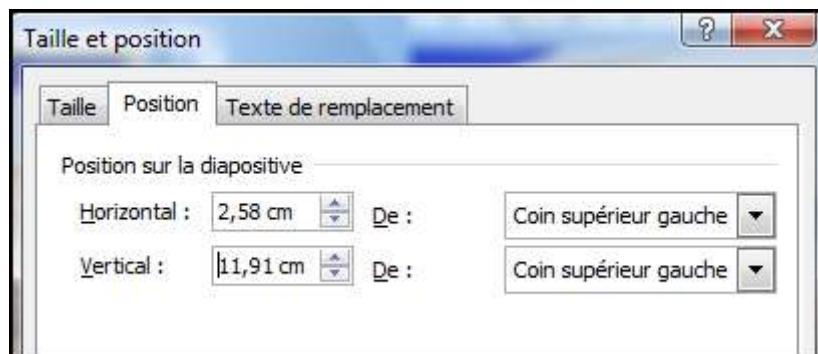 Taille et position
Taille Position Texte de remplacement
Position sur la diapositive
Horizontal : 2,58 cm De : Coin supérieur gauche
Vertical : 11,91 cm De : Coin supérieur gauche